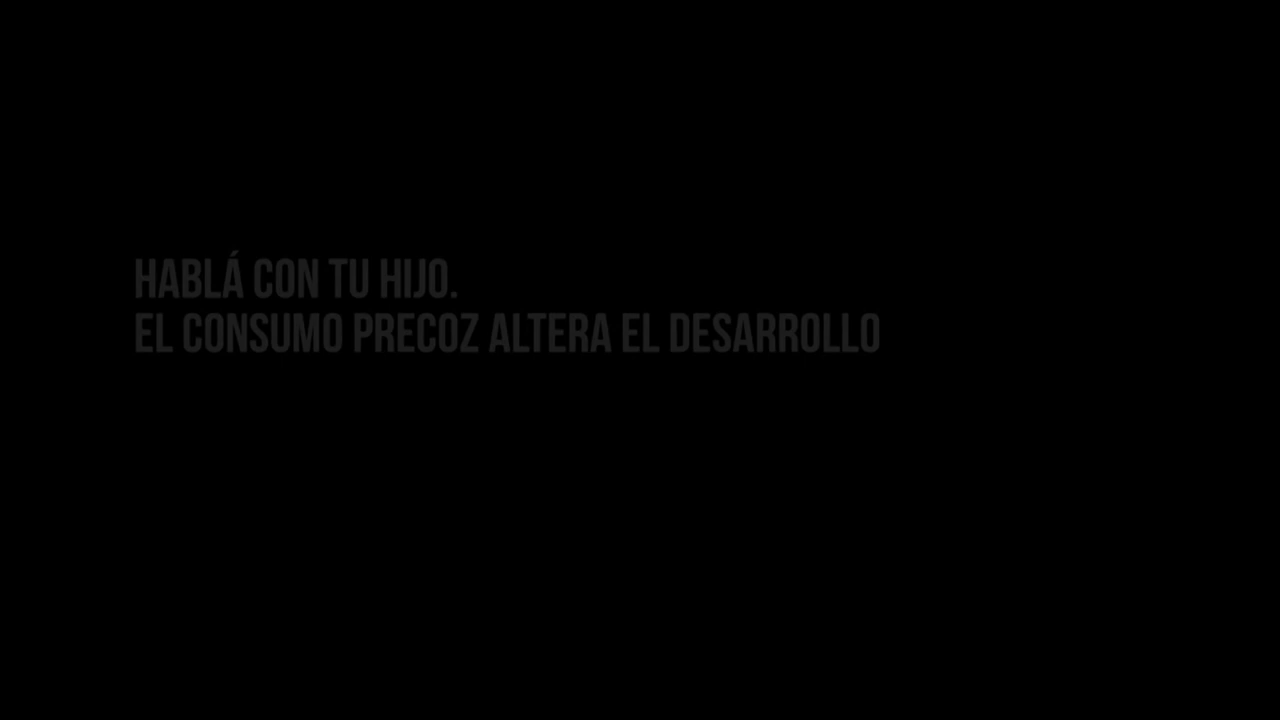 HABLÁ CON TU HIJO.
EL CONSUMO PRECOZ ALTERA EL DESARROLLO